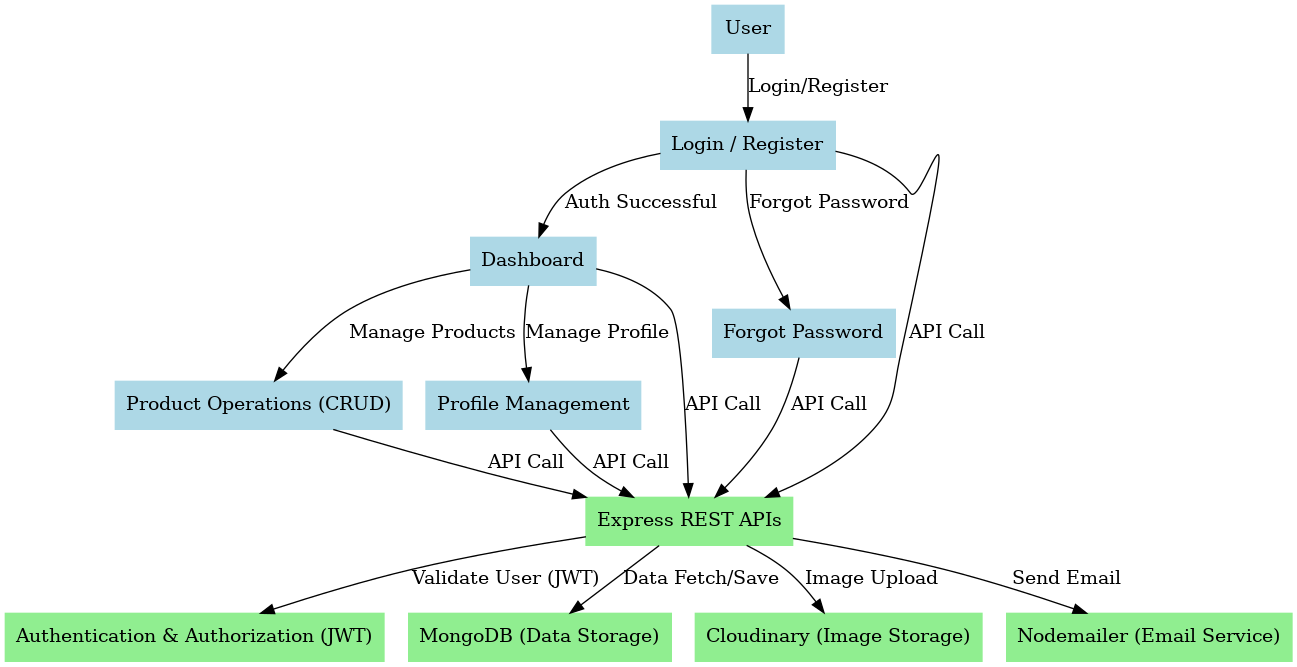 User
Login/Register
Login / Register
Auth Successful
Forgot Password
Dashboard
Manage Products
Manage Profile
Forgot Password
API Call
Product Operations (CRUD)
Profile Management
API Call
API Call
API Call
API Call
Express REST APIs
Validate User (JWT)
Data Fetch/Save
Image Upload
Send Email
Authentication & Authorization (JWT)
MongoDB (Data Storage)
Cloudinary (Image Storage)
Nodemailer (Email Service)